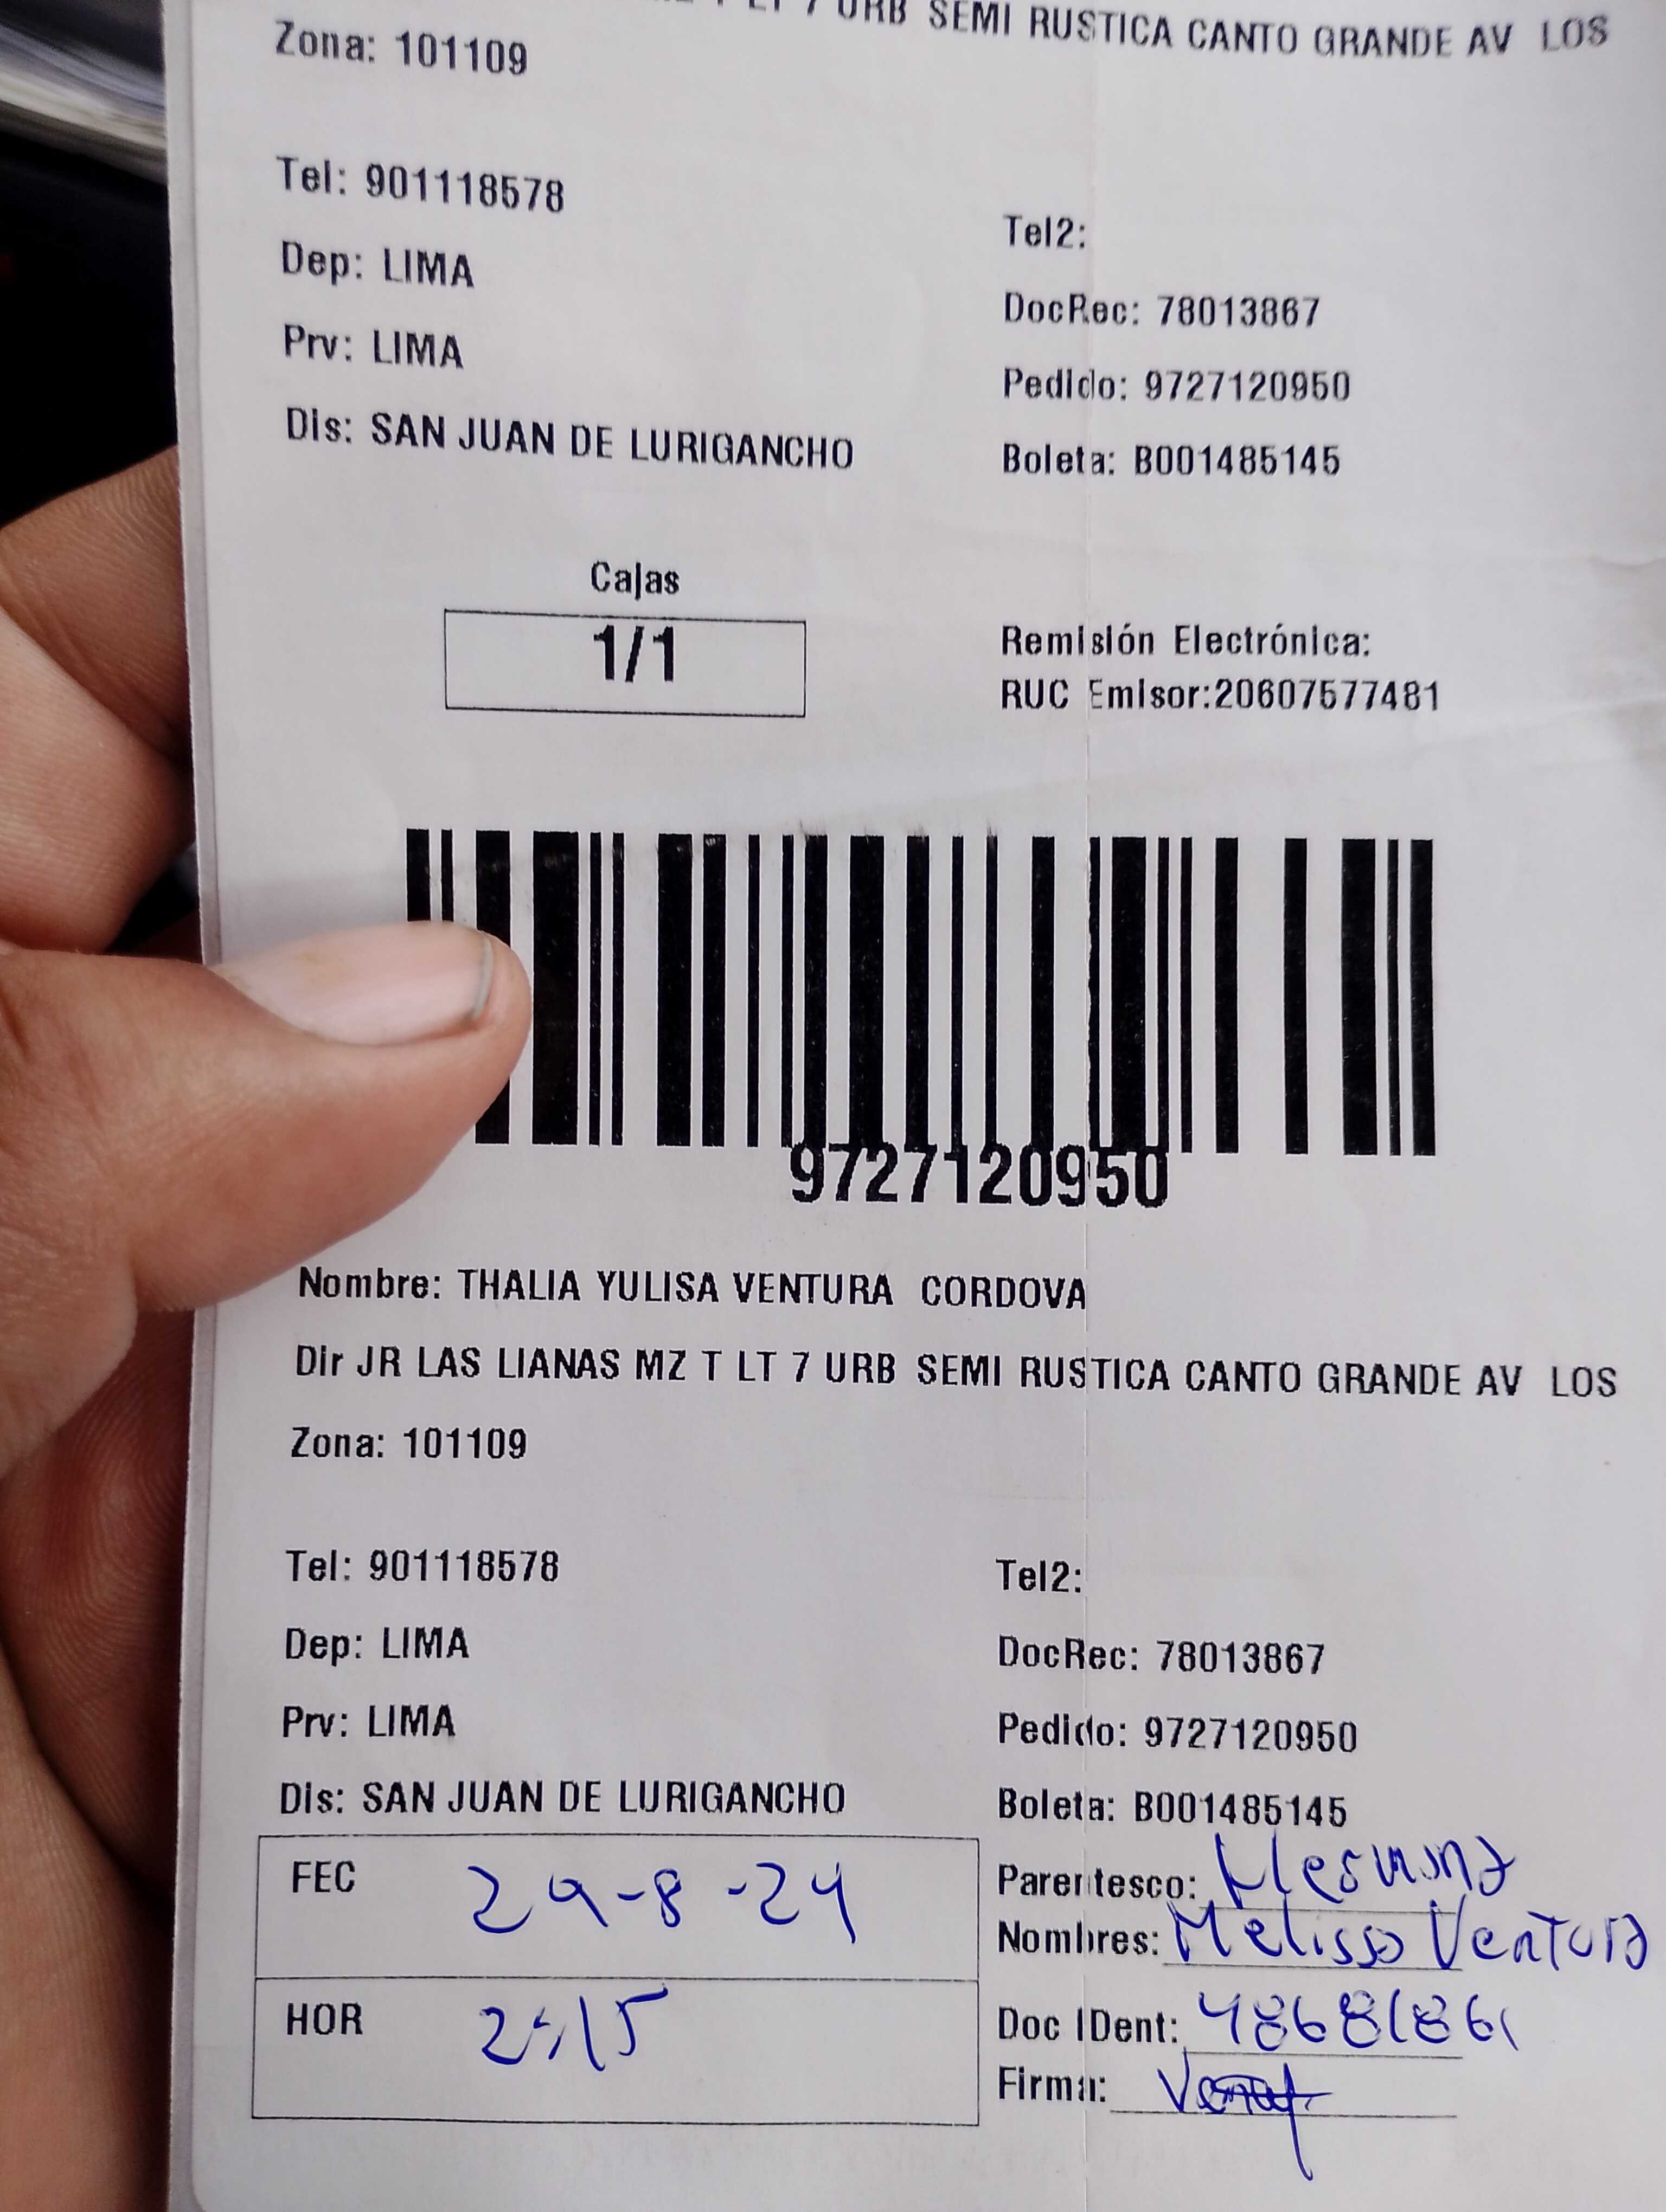 LT 7 URB SEMI RUSTICA CANTO GRANDE AV LOS
Zona: 101109
Tel: 901118578
Tel2:
Dep: LIMA
DocRec: 78013867
Prv: LIMA
Pedido: 9727120950
Dis: SAN JUAN DE LURIGANCHO
Boleta: B001485145
Cajas
1/1
Remisión Electrónica:
RUC Emisor:20607577481
9727120950
Nombre: THALIA YULISA VENTURA CORDOVA
Dir JR LAS LIANAS MZ T LT 7 URB SEMI RUSTICA CANTO GRANDE AV LOS
Zona: 101109
Tel: 901118578
Tel2:
Dep: LIMA
DocRec: 78013867
Prv: LIMA
Pedido: 9727120950
Dis: SAN JUAN DE LURIGANCHO
Boleta: B001485145
FEC 29-8-24
Parentesco: Hermana
Nombres: Melissa Ventura
HOR 2:15
Doc IDent: 48681861
Firma: